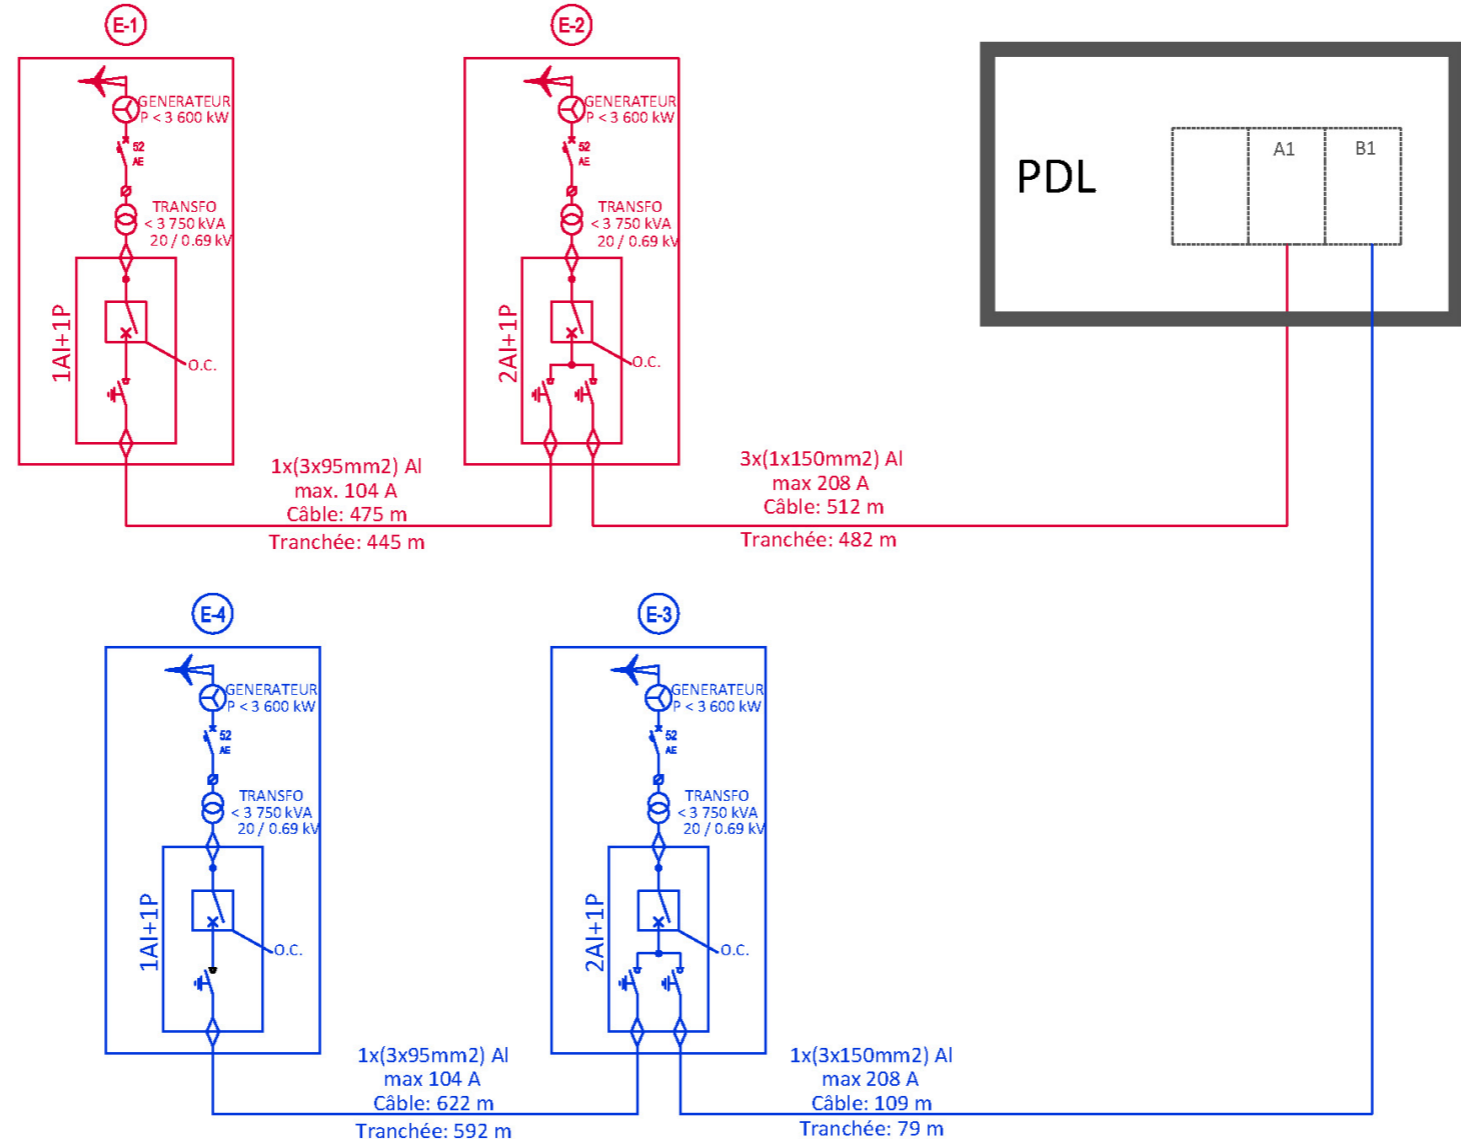 E-1
GENERATEUR
P < 3 600 kW
52
AE
TRANSFO
< 3 750 kVA
20 / 0.69 kV
1AI+1P
O.C.
1x(3x95mm2) Al
max. 104 A
Câble: 475 m
Tranchée: 445 m
E-2
GENERATEUR
P < 3 600 kW
52
AE
TRANSFO
< 3 750 kVA
20 / 0.69 kV
2AI+1P
O.C.
3x(1x150mm2) Al
max 208 A
Câble: 512 m
Tranchée: 482 m
PDL
A1
B1
E-4
GENERATEUR
P < 3 600 kW
52
AE
TRANSFO
< 3 750 kVA
20 / 0.69 kV
1AI+1P
O.C.
1x(3x95mm2) Al
max 104 A
Câble: 622 m
Tranchée: 592 m
E-3
GENERATEUR
P < 3 600 kW
52
AE
TRANSFO
< 3 750 kVA
20 / 0.69 kV
2AI+1P
O.C.
1x(3x150mm2) Al
max 208 A
Câble: 109 m
Tranchée: 79 m